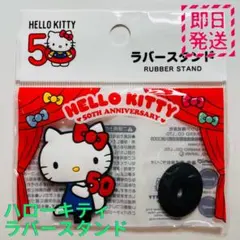 HELLO KITTY
50
即日
発送
ラバースタンド
RUBBER STAND
HELLO KITTY
50TH ANNIVERSARY
50
ハローキティ
ラバースタンド